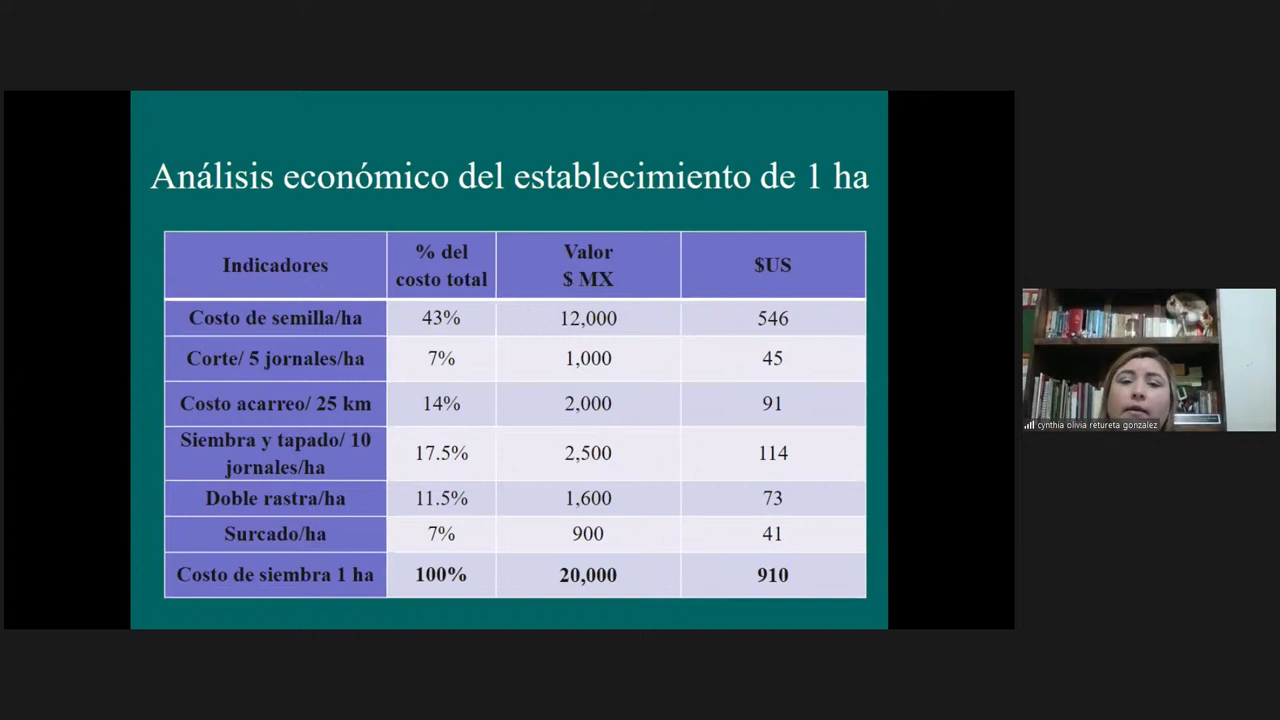 Análisis económico del establecimiento de 1 ha
Indicadores
% del
costo total
Valor
$ MX
$US
Costo de semilla/ha
43%
12,000
546
Corte/ 5 jornales/ha
7%
1,000
45
Costo acarreo/ 25 km
14%
2,000
91
Siembra y tapado/ 10
jornales/ha
17.5%
2,500
114
Doble rastra/ha
11.5%
1,600
73
Surcado/ha
7%
900
41
Costo de siembra 1 ha
100%
20,000
910
cynthia olivia retureta gonzalez